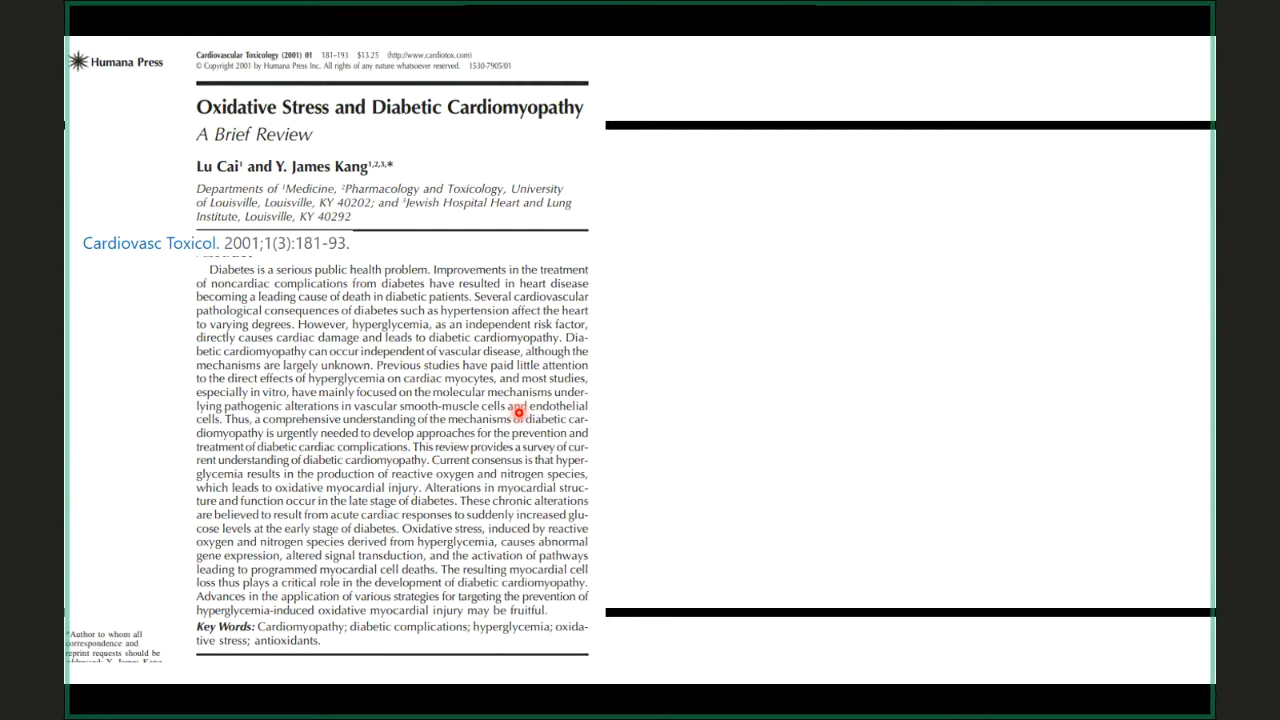 Humana Press
Cardiovascular Toxicology (2001) 01 181–193 $13.25 (http://www.cardiotox.com)
© Copyright 2001 by Humana Press Inc. All rights of any nature whatsoever reserved. 1530-7905/01
Oxidative Stress and Diabetic Cardiomyopathy
A Brief Review
Lu Cai¹ and Y. James Kang¹,²,³,*
Departments of ¹Medicine, ²Pharmacology and Toxicology, University
of Louisville, Louisville, KY 40202; and ³Jewish Hospital Heart and Lung
Institute, Louisville, KY 40292
Cardiovasc Toxicol. 2001;1(3):181-93.
Diabetes is a serious public health problem. Improvements in the treatment
of noncardiac complications from diabetes have resulted in heart disease
becoming a leading cause of death in diabetic patients. Several cardiovascular
pathological consequences of diabetes such as hypertension affect the heart
to varying degrees. However, hyperglycemia, as an independent risk factor,
directly causes cardiac damage and leads to diabetic cardiomyopathy. Dia-
betic cardiomyopathy can occur independent of vascular disease, although the
mechanisms are largely unknown. Previous studies have paid little attention
to the direct effects of hyperglycemia on cardiac myocytes, and most studies,
especially in vitro, have mainly focused on the molecular mechanisms under-
lying pathogenic alterations in vascular smooth-muscle cells and endothelial
cells. Thus, a comprehensive understanding of the mechanisms of diabetic car-
diomyopathy is urgently needed to develop approaches for the prevention and
treatment of diabetic cardiac complications. This review provides a survey of cur-
rent understanding of diabetic cardiomyopathy. Current consensus is that hyper-
glycemia results in the production of reactive oxygen and nitrogen species,
which leads to oxidative myocardial injury. Alterations in myocardial struc-
ture and function occur in the late stage of diabetes. These chronic alterations
are believed to result from acute cardiac responses to suddenly increased glu-
cose levels at the early stage of diabetes. Oxidative stress, induced by reactive
oxygen and nitrogen species derived from hyperglycemia, causes abnormal
gene expression, altered signal transduction, and the activation of pathways
leading to programmed myocardial cell deaths. The resulting myocardial cell
loss thus plays a critical role in the development of diabetic cardiomyopathy.
Advances in the application of various strategies for targeting the prevention of
hyperglycemia-induced oxidative myocardial injury may be fruitful.
Key Words: Cardiomyopathy; diabetic complications; hyperglycemia; oxida-
tive stress; antioxidants.
*Author to whom all
correspondence and
reprint requests should be